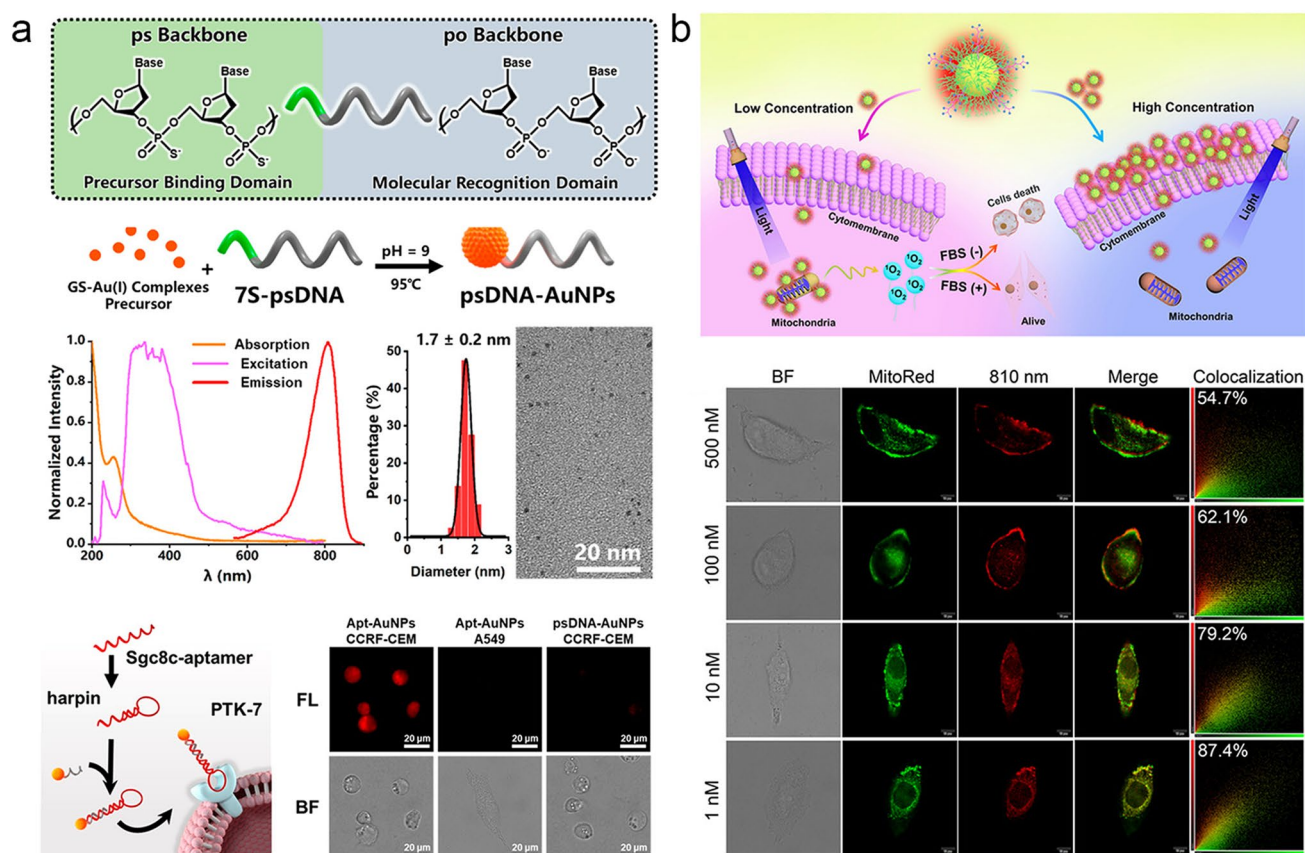 a
ps Backbone
po Backbone
Base
Base
Base
Base
O
O
O
O
O
O
O
O
P
P
P
P
O
S-
O
S-
O
O-
O
O-
Precursor Binding Domain
Molecular Recognition Domain
GS-Au(I) Complexes
Precursor
+
7S-psDNA
pH = 9
95℃
psDNA-AuNPs
Normalized Intensity
1.0
0.8
0.6
0.4
0.2
0.0
Absorption
Excitation
Emission
200
400
600
800
λ (nm)
1.7 ± 0.2 nm
Percentage (%)
50
40
30
20
10
0
0
1
2
3
Diameter (nm)
20 nm
Sgc8c-aptamer
harpin
PTK-7
Apt-AuNPs
CCRF-CEM
Apt-AuNPs
A549
psDNA-AuNPs
CCRF-CEM
FL
20 μm
20 μm
20 μm
BF
20 μm
20 μm
20 μm
b
Low Concentration
High Concentration
Light
Cytomembrane
Cells death
Cytomembrane
Light
1O2
1O2
1O2
1O2
FBS (-)
FBS (+)
Mitochondria
Alive
Mitochondria
BF
MitoRed
810 nm
Merge
Colocalization
500 nM
54.7%
100 nM
62.1%
10 nM
79.2%
1 nM
87.4%